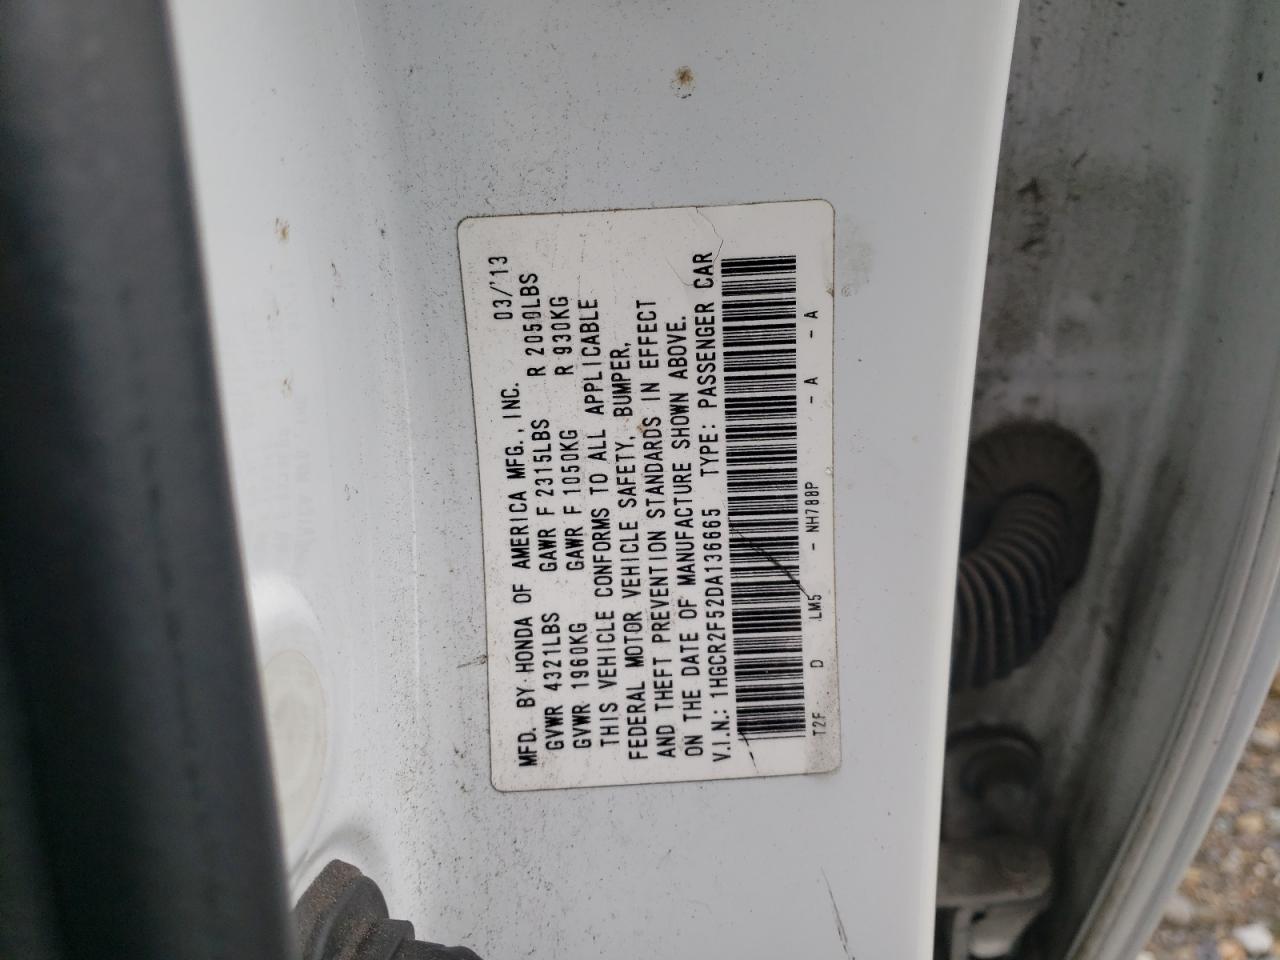 MFD. BY HONDA OF AMERICA MFG., INC. 03/'13
GVWR 4321LBS GAWR F 2315LBS R 2050LBS
GVWR 1960KG GAWR F 1050KG R 930KG
THIS VEHICLE CONFORMS TO ALL APPLICABLE
FEDERAL MOTOR VEHICLE SAFETY, BUMPER,
AND THEFT PREVENTION STANDARDS IN EFFECT
ON THE DATE OF MANUFACTURE SHOWN ABOVE.
V.I.N.: 1HGCR2F52DA136665 TYPE: PASSENGER CAR
T2F D LM5 - NH788P - A - A